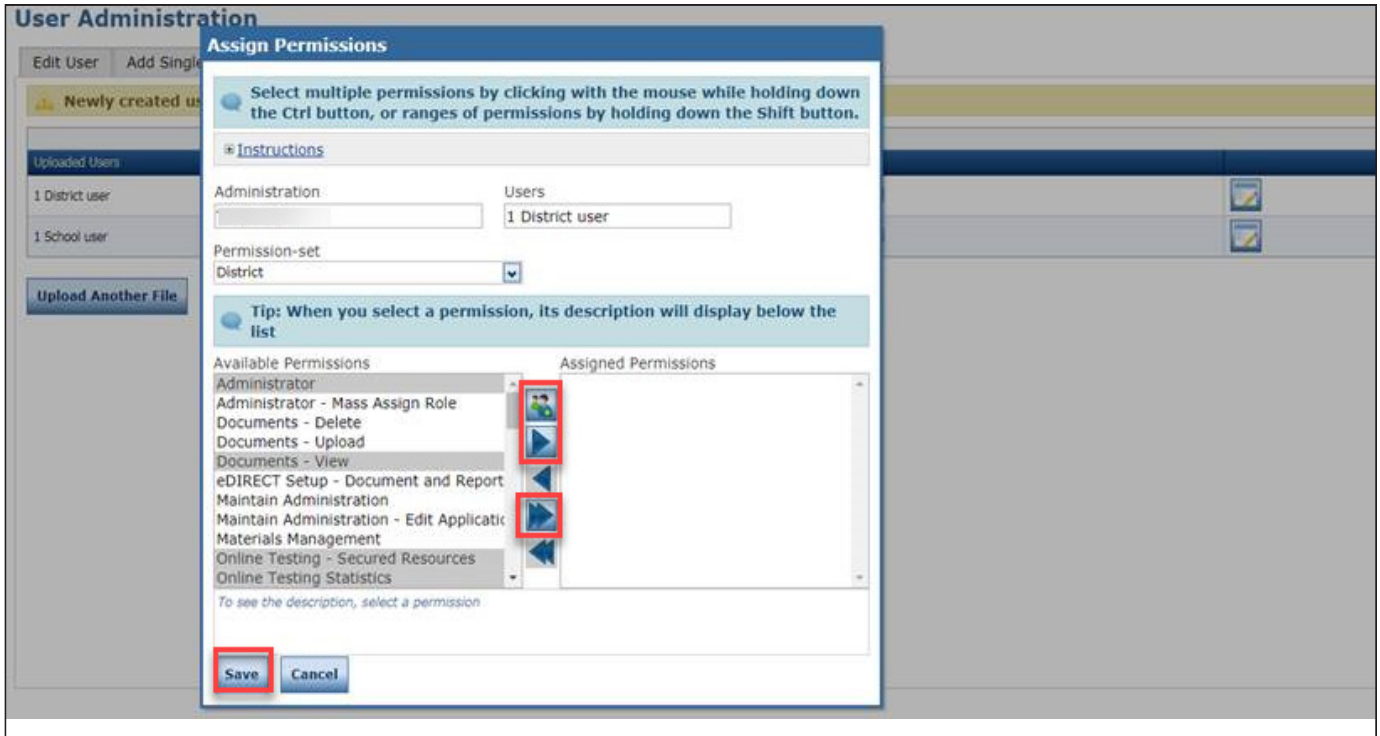 User Administration
Assign Permissions
Edit User
Add Single
Newly created us
Select multiple permissions by clicking with the mouse while holding down
the Ctrl button, or ranges of permissions by holding down the Shift button.
Instructions
Uploaded Users
1 District user
1 School user
Upload Another File
Administration
Users
1 District user
Permission-set
District
Tip: When you select a permission, its description will display below the
list
Available Permissions
Assigned Permissions
Administrator
Administrator - Mass Assign Role
Documents - Delete
Documents - Upload
Documents - View
eDIRECT Setup - Document and Report
Maintain Administration
Maintain Administration - Edit Applicatic
Materials Management
Online Testing - Secured Resources
Online Testing Statistics
To see the description, select a permission
Save
Cancel